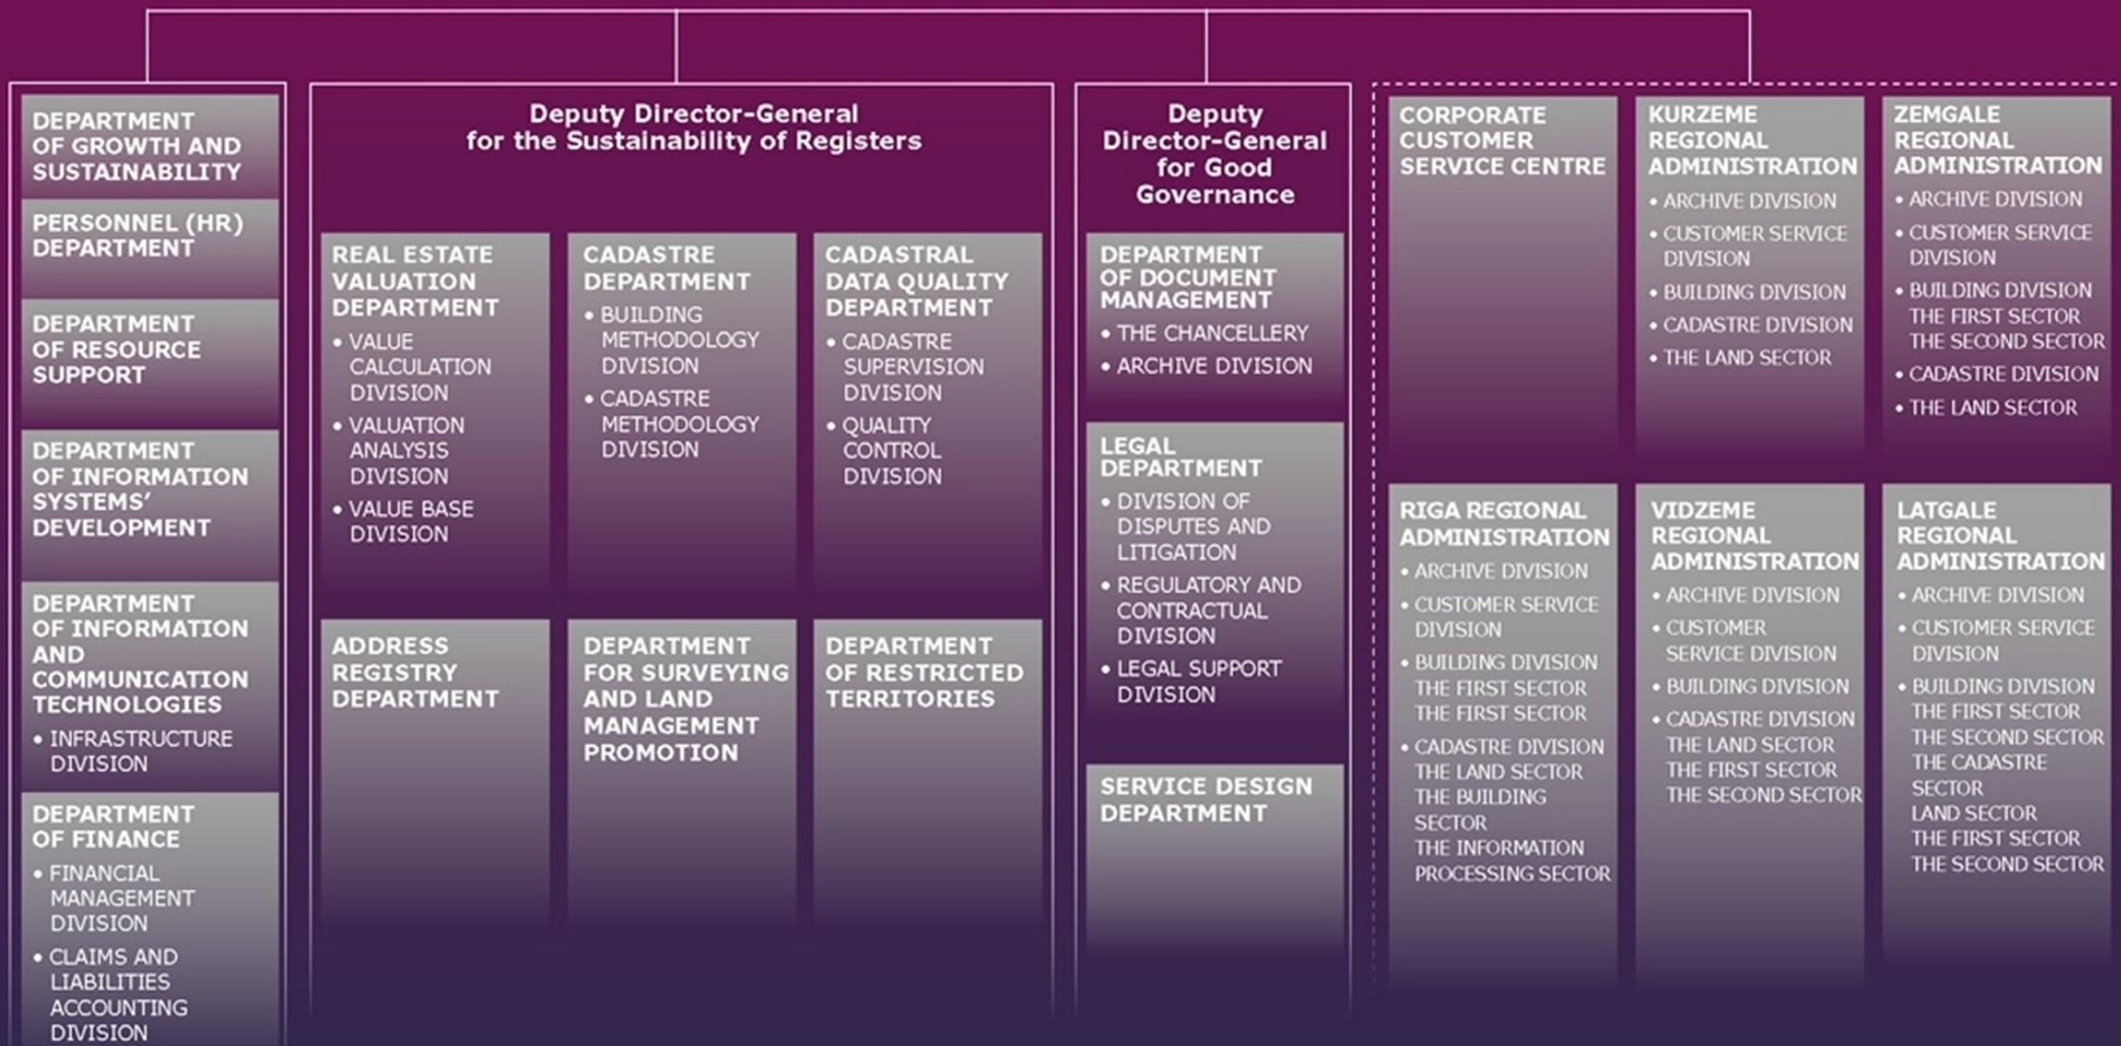 DEPARTMENT
OF GROWTH AND
SUSTAINABILITY
PERSONNEL (HR)
DEPARTMENT
DEPARTMENT
OF RESOURCE
SUPPORT
DEPARTMENT
OF INFORMATION
SYSTEMS’
DEVELOPMENT
DEPARTMENT
OF INFORMATION
AND
COMMUNICATION
TECHNOLOGIES
• INFRASTRUCTURE
DIVISION
DEPARTMENT
OF FINANCE
• FINANCIAL
MANAGEMENT
DIVISION
• CLAIMS AND
LIABILITIES
ACCOUNTING
DIVISION
Deputy Director-General
for the Sustainability of Registers
REAL ESTATE
VALUATION
DEPARTMENT
• VALUE
CALCULATION
DIVISION
• VALUATION
ANALYSIS
DIVISION
• VALUE BASE
DIVISION
CADASTRE
DEPARTMENT
• BUILDING
METHODOLOGY
DIVISION
• CADASTRE
METHODOLOGY
DIVISION
CADASTRAL
DATA QUALITY
DEPARTMENT
• CADASTRE
SUPERVISION
DIVISION
• QUALITY
CONTROL
DIVISION
ADDRESS
REGISTRY
DEPARTMENT
DEPARTMENT
FOR SURVEYING
AND LAND
MANAGEMENT
PROMOTION
DEPARTMENT
OF RESTRICTED
TERRITORIES
Deputy
Director-General
for Good
Governance
DEPARTMENT
OF DOCUMENT
MANAGEMENT
• THE CHANCELLERY
• ARCHIVE DIVISION
LEGAL
DEPARTMENT
• DIVISION OF
DISPUTES AND
LITIGATION
• REGULATORY AND
CONTRACTUAL
DIVISION
• LEGAL SUPPORT
DIVISION
SERVICE DESIGN
DEPARTMENT
CORPORATE
CUSTOMER
SERVICE CENTRE
KURZEME
REGIONAL
ADMINISTRATION
• ARCHIVE DIVISION
• CUSTOMER SERVICE
DIVISION
• BUILDING DIVISION
• CADASTRE DIVISION
• THE LAND SECTOR
ZEMGALE
REGIONAL
ADMINISTRATION
• ARCHIVE DIVISION
• CUSTOMER SERVICE
DIVISION
• BUILDING DIVISION
THE FIRST SECTOR
THE SECOND SECTOR
• CADASTRE DIVISION
• THE LAND SECTOR
RIGA REGIONAL
ADMINISTRATION
• ARCHIVE DIVISION
• CUSTOMER SERVICE
DIVISION
• BUILDING DIVISION
THE FIRST SECTOR
THE FIRST SECTOR
• CADASTRE DIVISION
THE LAND SECTOR
THE BUILDING
SECTOR
THE INFORMATION
PROCESSING SECTOR
VIDZEME
REGIONAL
ADMINISTRATION
• ARCHIVE DIVISION
• CUSTOMER
SERVICE DIVISION
• BUILDING DIVISION
• CADASTRE DIVISION
THE LAND SECTOR
THE FIRST SECTOR
THE SECOND SECTOR
LATGALE
REGIONAL
ADMINISTRATION
• ARCHIVE DIVISION
• CUSTOMER SERVICE
DIVISION
• BUILDING DIVISION
THE FIRST SECTOR
THE SECOND SECTOR
THE CADASTRE
SECTOR
LAND SECTOR
THE FIRST SECTOR
THE SECOND SECTOR